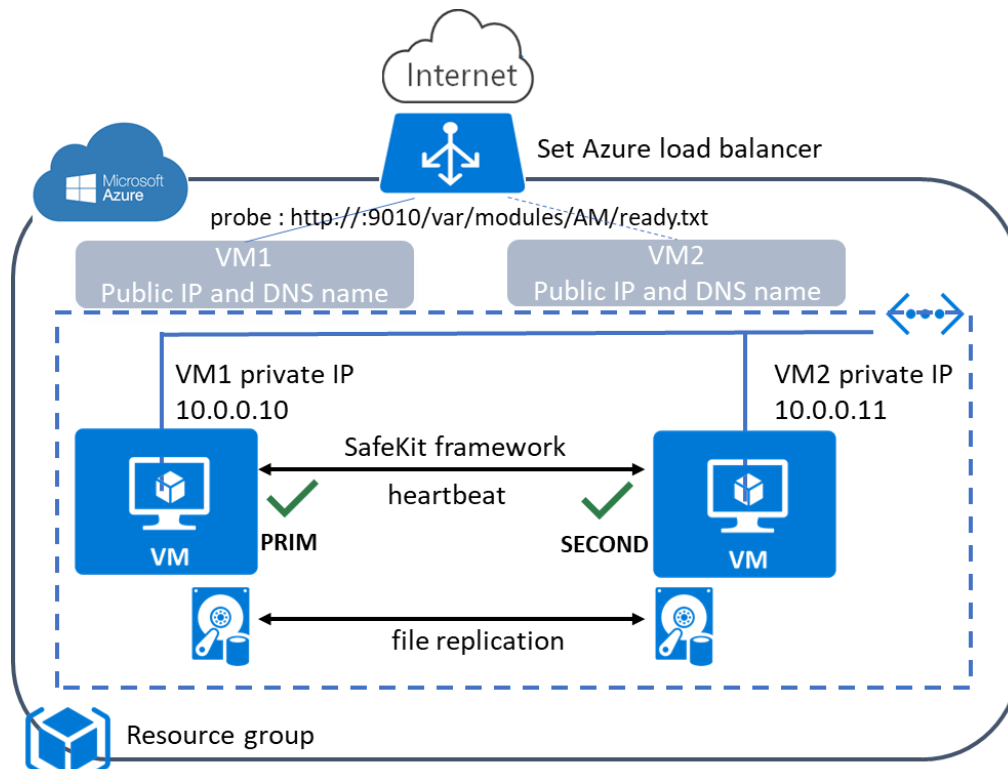 Internet
Set Azure load balancer
Microsoft
Azure
probe : http://:9010/var/modules/AM/ready.txt
VM1
Public IP and DNS name
VM2
Public IP and DNS name
VM1 private IP
10.0.0.10
VM2 private IP
10.0.0.11
SafeKit framework
heartbeat
VM
PRIM
SECOND
VM
file replication
Resource group